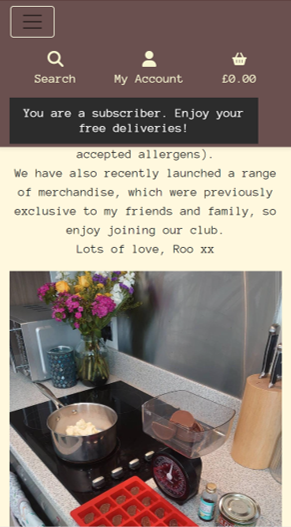 Search My Account £0.00
You are a subscriber. Enjoy your
free deliveries!
accepted allergens).
We have also recently launched a range
of merchandise, which were previously
exclusive to my friends and family, so
enjoy joining our club.
Lots of love, Roo xx